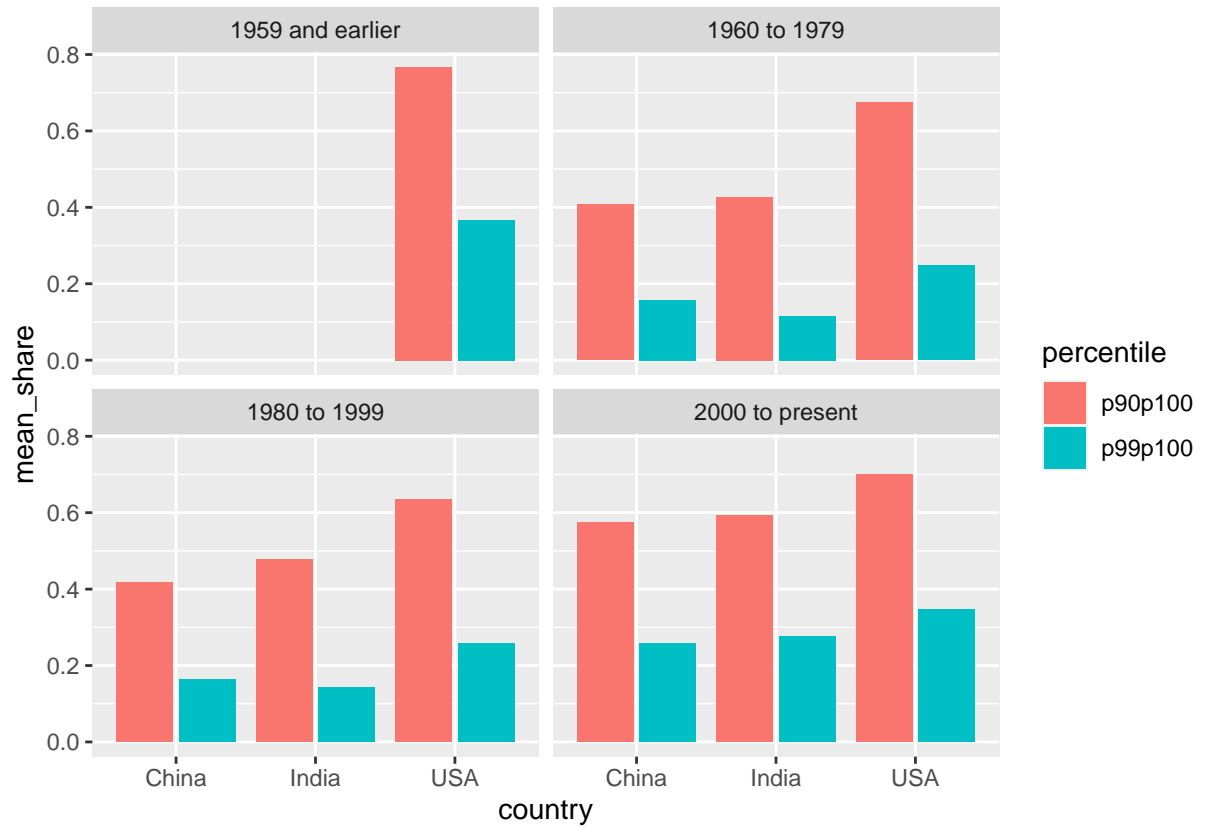 1959 and earlier
1960 to 1979
0.8
0.6
0.4
0.2
0.0
1980 to 1999
2000 to present
0.8
0.6
0.4
0.2
0.0
China
India
USA
China
India
USA
country
mean_share
percentile
p90p100
p99p100